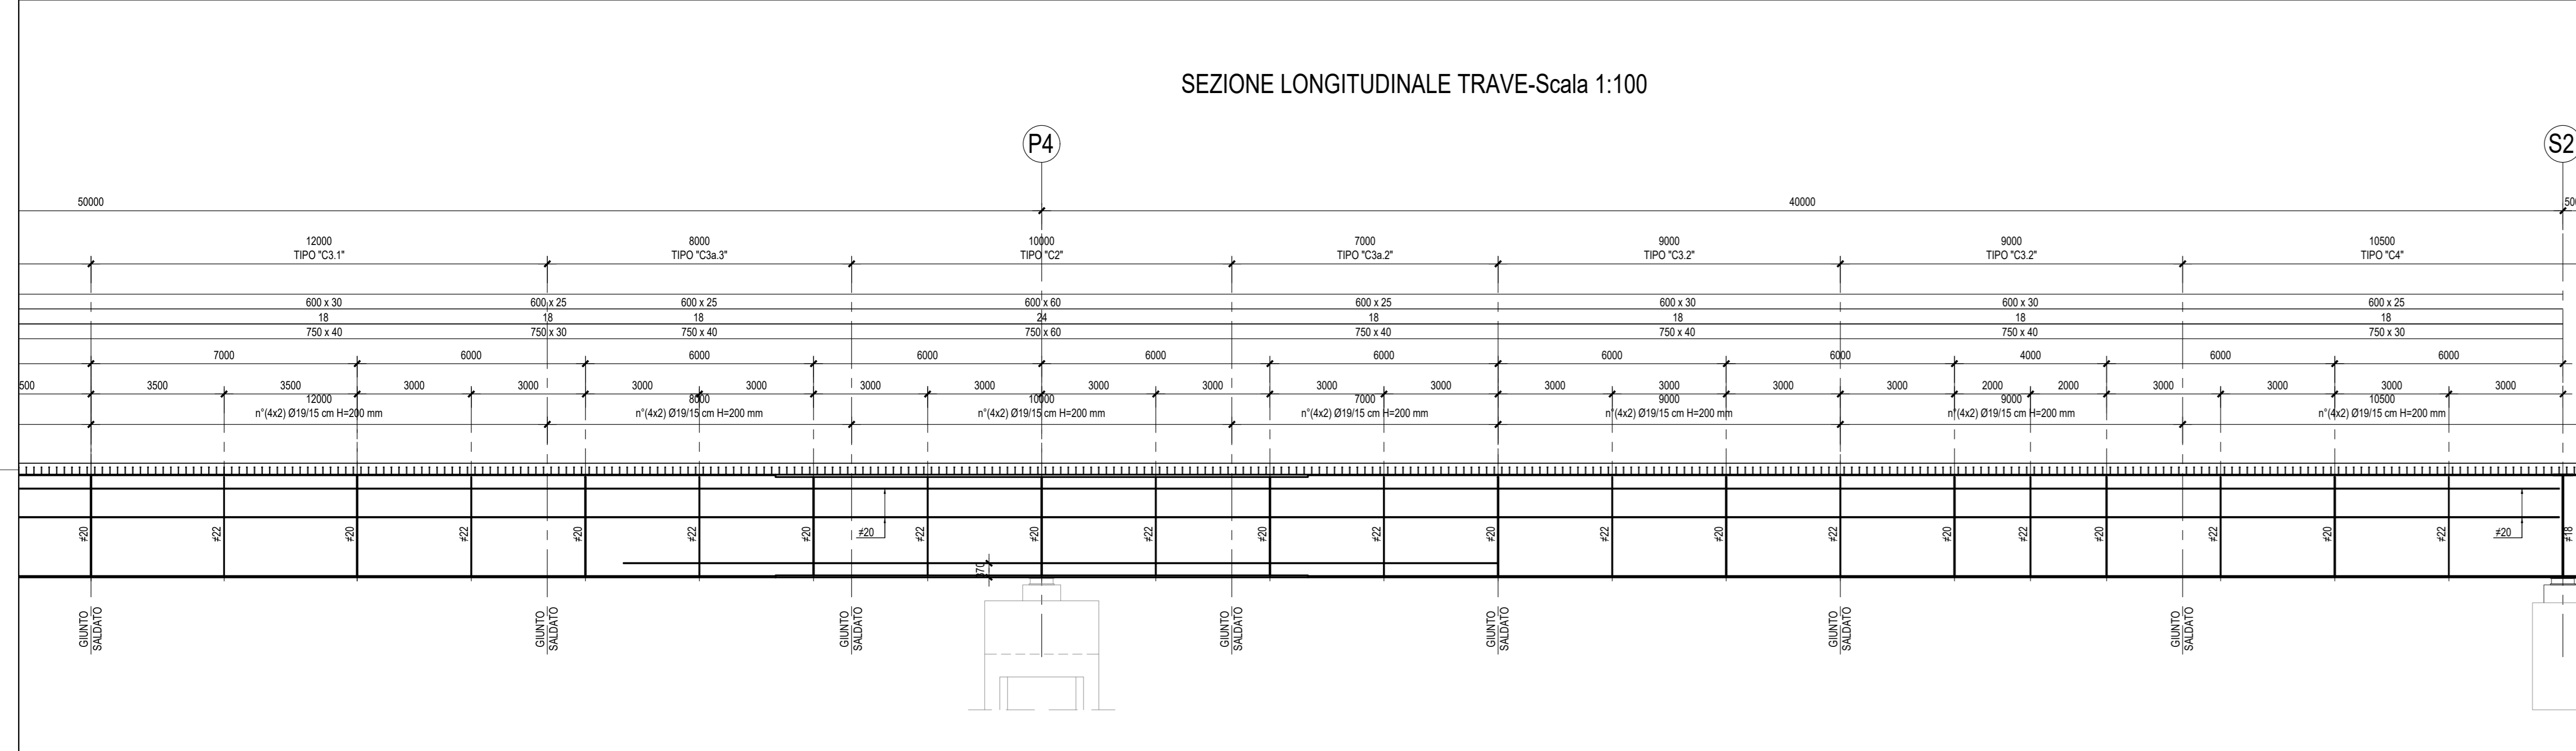 SEZIONE LONGITUDINALE TRAVE-Scala 1:100
P4
S2
50000
40000
12000
8000
10000
7000
9000
9000
10500
TIPO "C3.1"
TIPO "C3a.3"
TIPO "C2"
TIPO "C3a.2"
TIPO "C3.2"
TIPO "C3.2"
TIPO "C4"
600 x 30
600 x 25
600 x 25
600 x 60
600 x 25
600 x 30
600 x 30
600 x 25
18
18
18
24
18
18
18
18
750 x 40
750 x 30
750 x 40
750 x 60
750 x 40
750 x 40
750 x 40
750 x 30
7000
6000
6000
6000
6000
6000
6000
6000
4000
6000
6000
500
3500
3500
3000
3000
3000
3000
3000
3000
3000
3000
3000
3000
3000
3000
3000
3000
2000
2000
3000
3000
3000
3000
12000
8000
10000
7000
9000
9000
10500
n°(4x2) Ø19/15 cm H=200 mm
n°(4x2) Ø19/15 cm H=200 mm
n°(4x2) Ø19/15 cm H=200 mm
n°(4x2) Ø19/15 cm H=200 mm
n°(4x2) Ø19/15 cm H=200 mm
n°(4x2) Ø19/15 cm H=200 mm
n°(4x2) Ø19/15 cm H=200 mm
≠20
≠22
≠20
≠22
≠20
≠22
≠20
≠20
≠22
≠20
≠22
≠20
≠22
≠20
≠22
≠20
≠22
≠20
≠22
≠20
≠22
≠20
≠22
≠20
≠18
GIUNTO
SALDATO
GIUNTO
SALDATO
GIUNTO
SALDATO
GIUNTO
SALDATO
GIUNTO
SALDATO
GIUNTO
SALDATO
GIUNTO
SALDATO